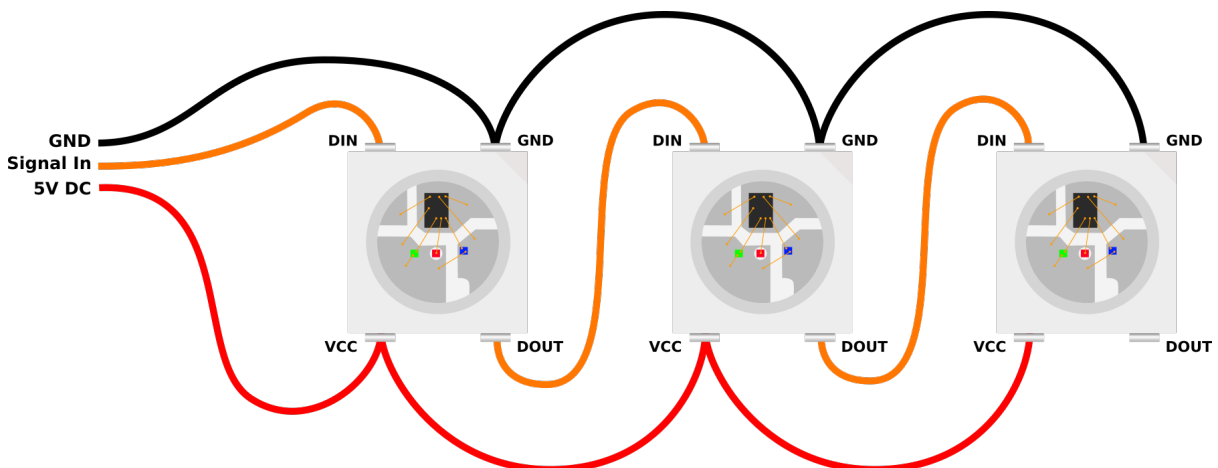 GND
Signal In
5V DC
DIN
GND
VCC
DOUT
DIN
GND
VCC
DOUT
DIN
GND
VCC
DOUT